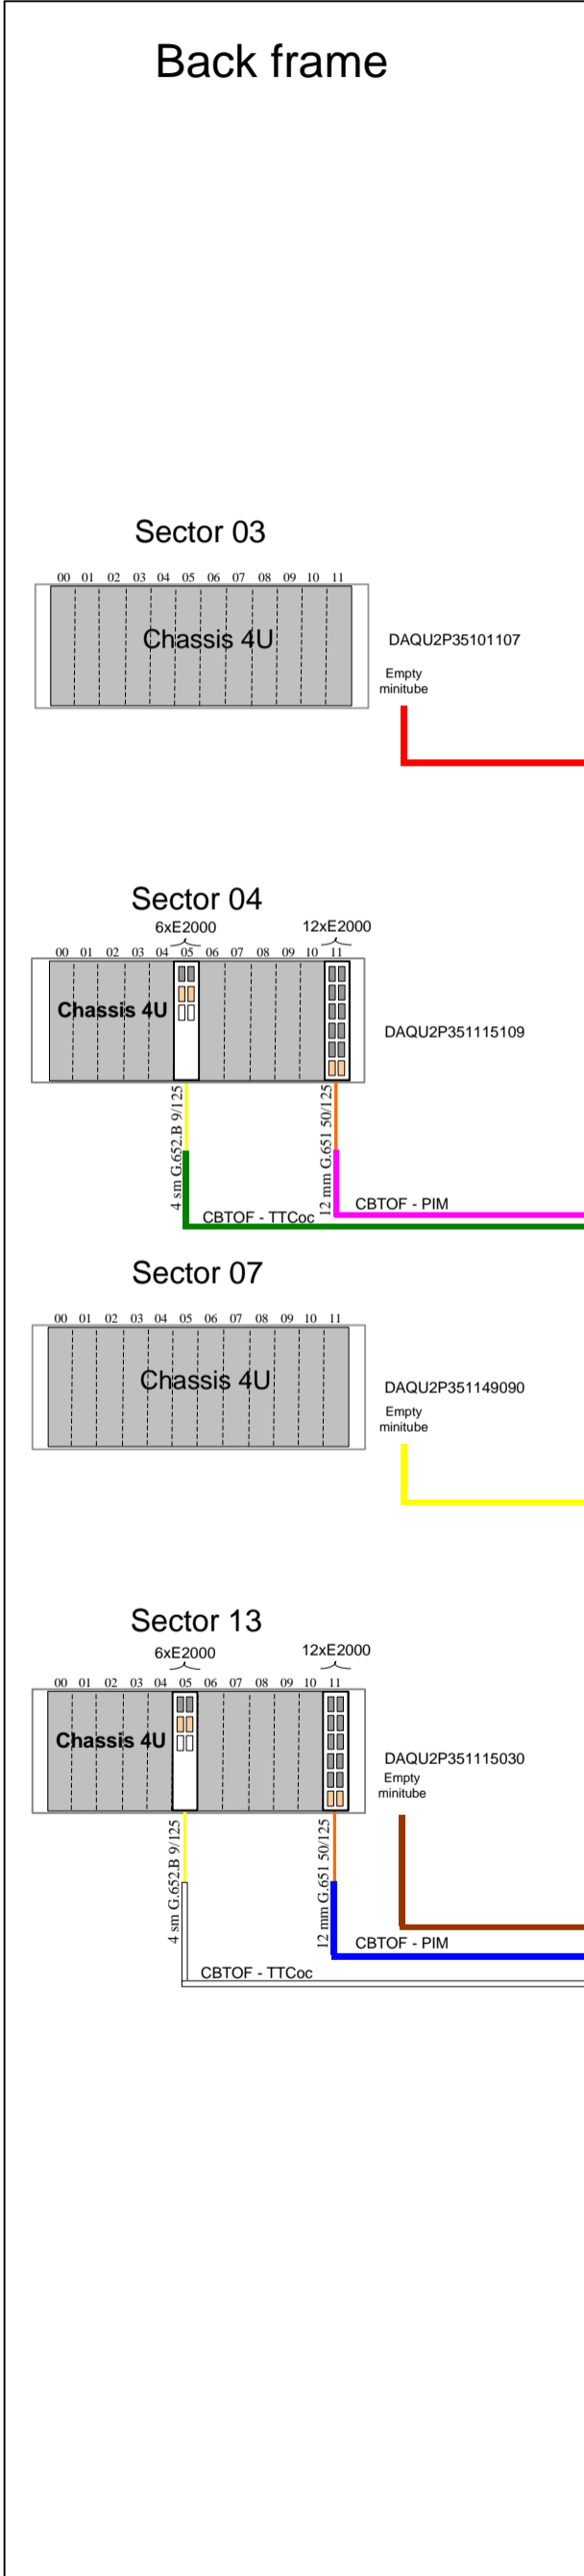 Back frame
Sector 03
00 01 02 03 04 05 06 07 08 09 10 11
Chassis 4U
DAQU2P35101107
Empty
minitube
Sector 04
6xE2000 12xE2000
00 01 02 03 04 05 06 07 08 09 10 11
Chassis 4U
DAQU2P351115109
4 sm G.652.B 9/125
12 mm G.651 50/125
CBTOF - PIM
CBTOF - TTCoc
Sector 07
00 01 02 03 04 05 06 07 08 09 10 11
Chassis 4U
DAQU2P351149090
Empty
minitube
Sector 13
6xE2000 12xE2000
00 01 02 03 04 05 06 07 08 09 10 11
Chassis 4U
DAQU2P351115030
Empty
minitube
4 sm G.652.B 9/125
12 mm G.651 50/125
CBTOF - PIM
CBTOF - TTCoc